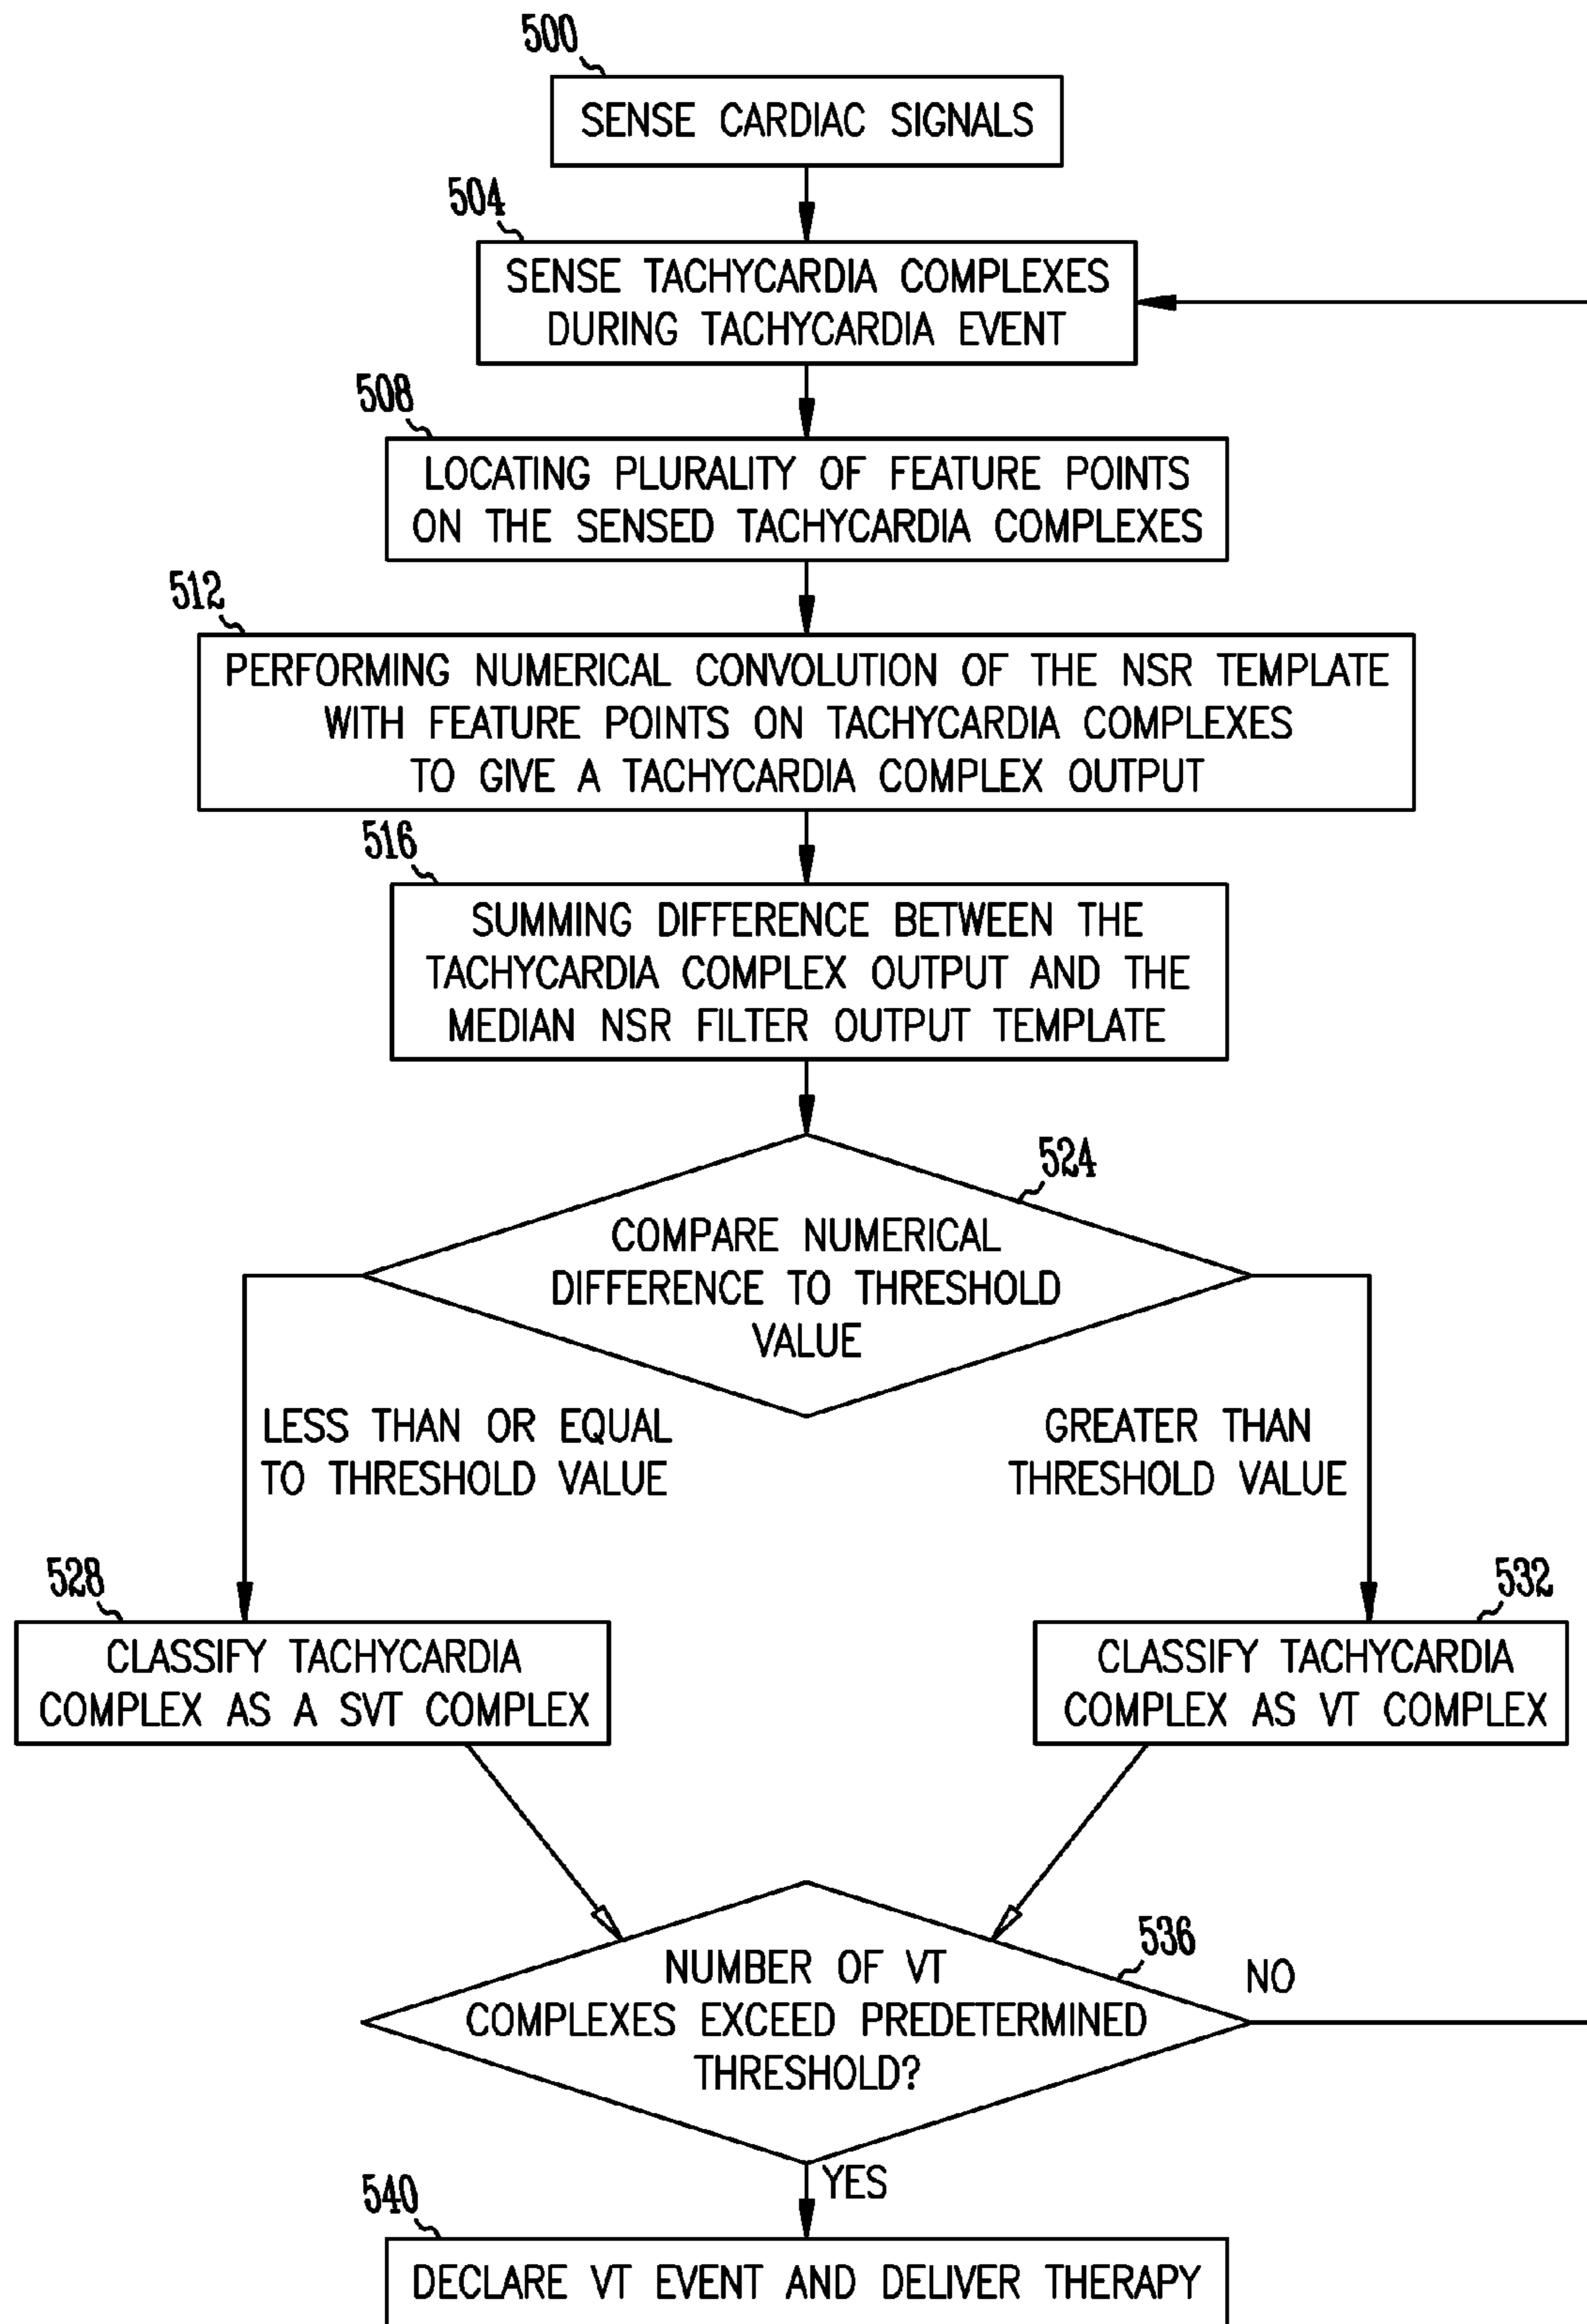 500
SENSE CARDIAC SIGNALS
504
SENSE TACHYCARDIA COMPLEXES
DURING TACHYCARDIA EVENT
508
LOCATING PLURALITY OF FEATURE POINTS
ON THE SENSED TACHYCARDIA COMPLEXES
512
PERFORMING NUMERICAL CONVOLUTION OF THE NSR TEMPLATE
WITH FEATURE POINTS ON TACHYCARDIA COMPLEXES
TO GIVE A TACHYCARDIA COMPLEX OUTPUT
516
SUMMING DIFFERENCE BETWEEN THE
TACHYCARDIA COMPLEX OUTPUT AND THE
MEDIAN NSR FILTER OUTPUT TEMPLATE
524
COMPARE NUMERICAL
DIFFERENCE TO THRESHOLD
VALUE
LESS THAN OR EQUAL
TO THRESHOLD VALUE
GREATER THAN
THRESHOLD VALUE
528
CLASSIFY TACHYCARDIA
COMPLEX AS A SVT COMPLEX
532
CLASSIFY TACHYCARDIA
COMPLEX AS VT COMPLEX
536
NUMBER OF VT
COMPLEXES EXCEED PREDETERMINED
THRESHOLD?
NO
YES
540
DECLARE VT EVENT AND DELIVER THERAPY